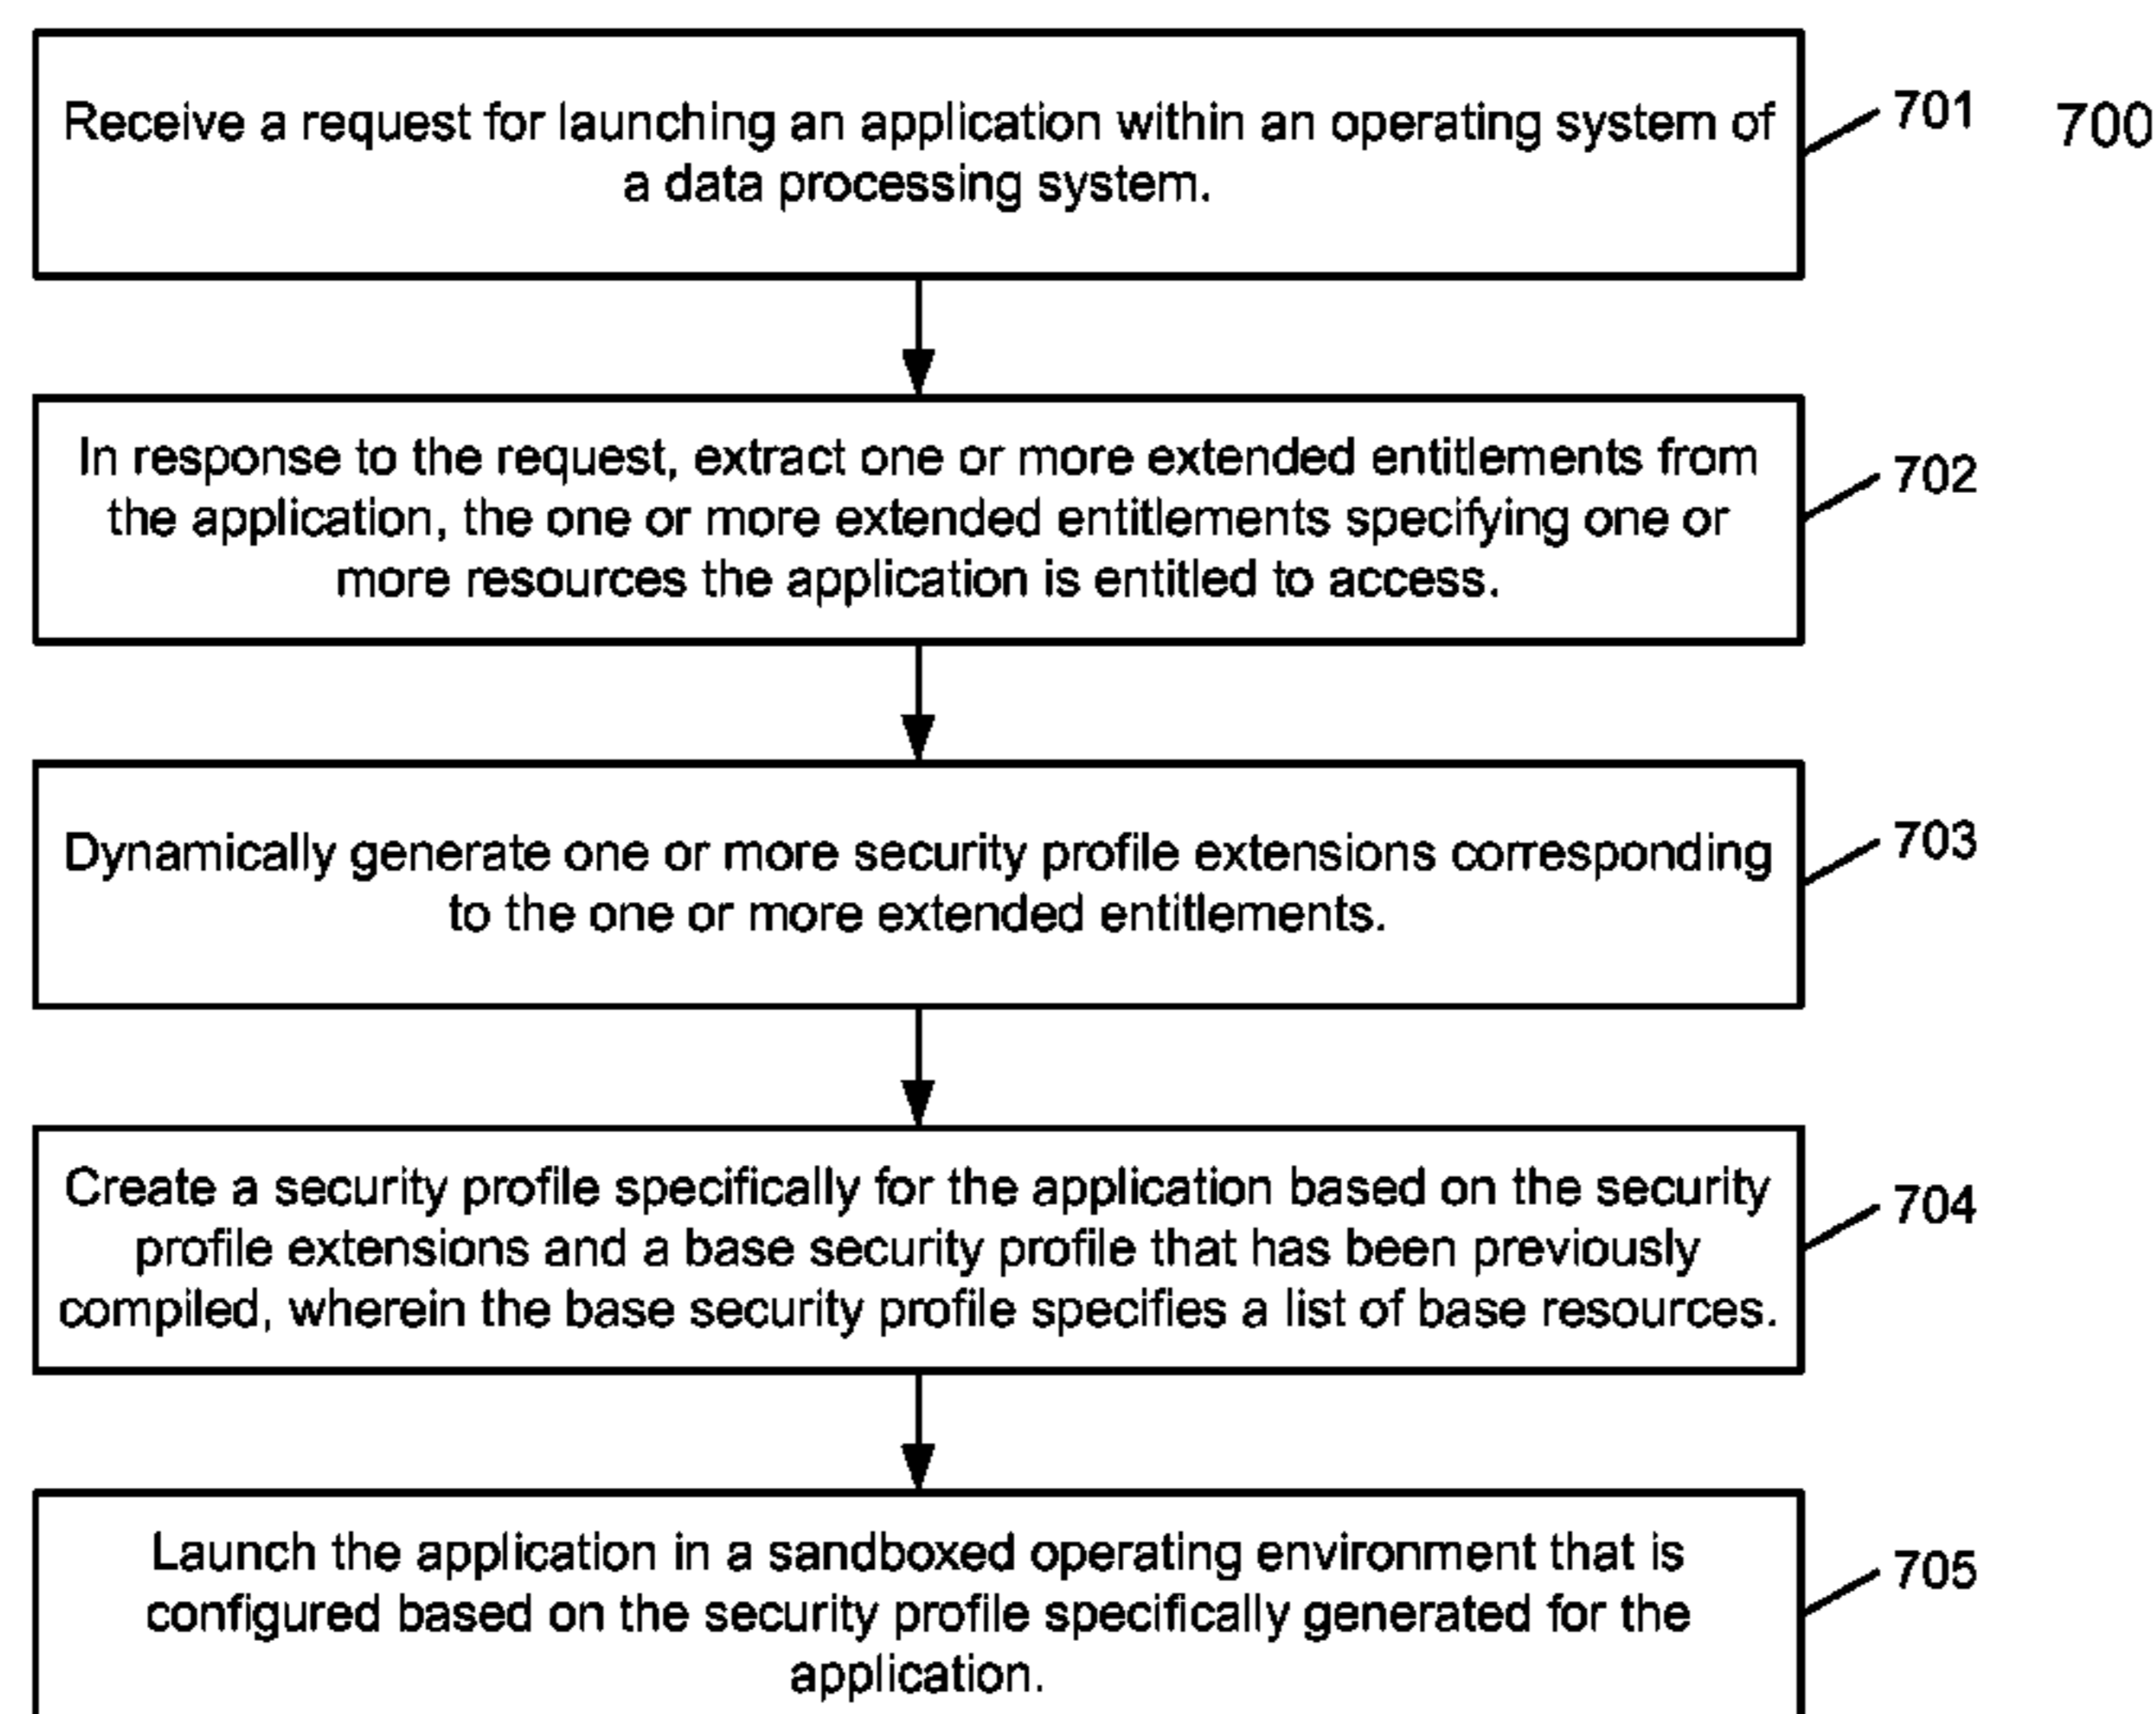 Receive a request for launching an application within an operating system of
a data processing system.
701
700
In response to the request, extract one or more extended entitlements from
the application, the one or more extended entitlements specifying one or
more resources the application is entitled to access.
702
Dynamically generate one or more security profile extensions corresponding
to the one or more extended entitlements.
703
Create a security profile specifically for the application based on the security
profile extensions and a base security profile that has been previously
compiled, wherein the base security profile specifies a list of base resources.
704
Launch the application in a sandboxed operating environment that is
configured based on the security profile specifically generated for the
application.
705